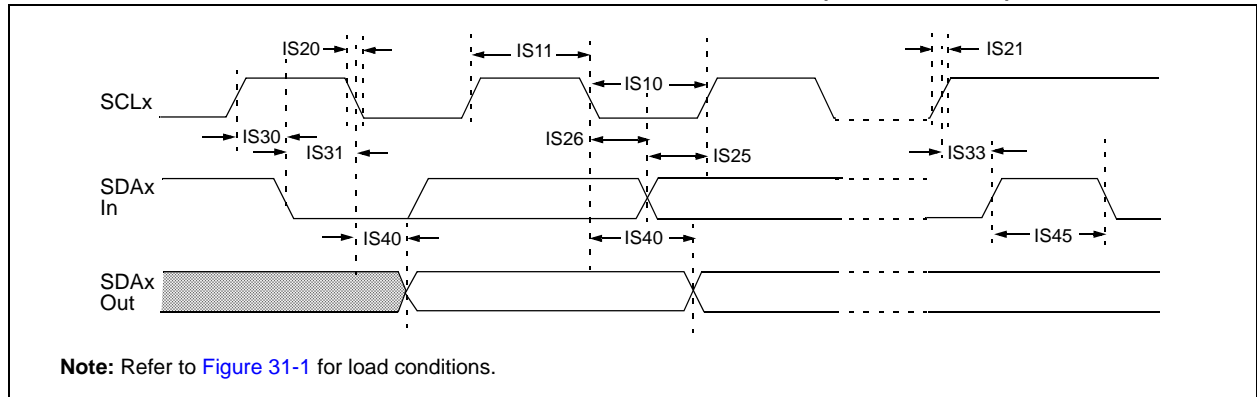 IS20
IS11
IS21
IS10
SCLx
IS30
IS31
IS26
IS25
IS33
SDAx
In
IS40
IS40
IS45
SDAx
Out
Note: Refer to Figure 31-1 for load conditions.